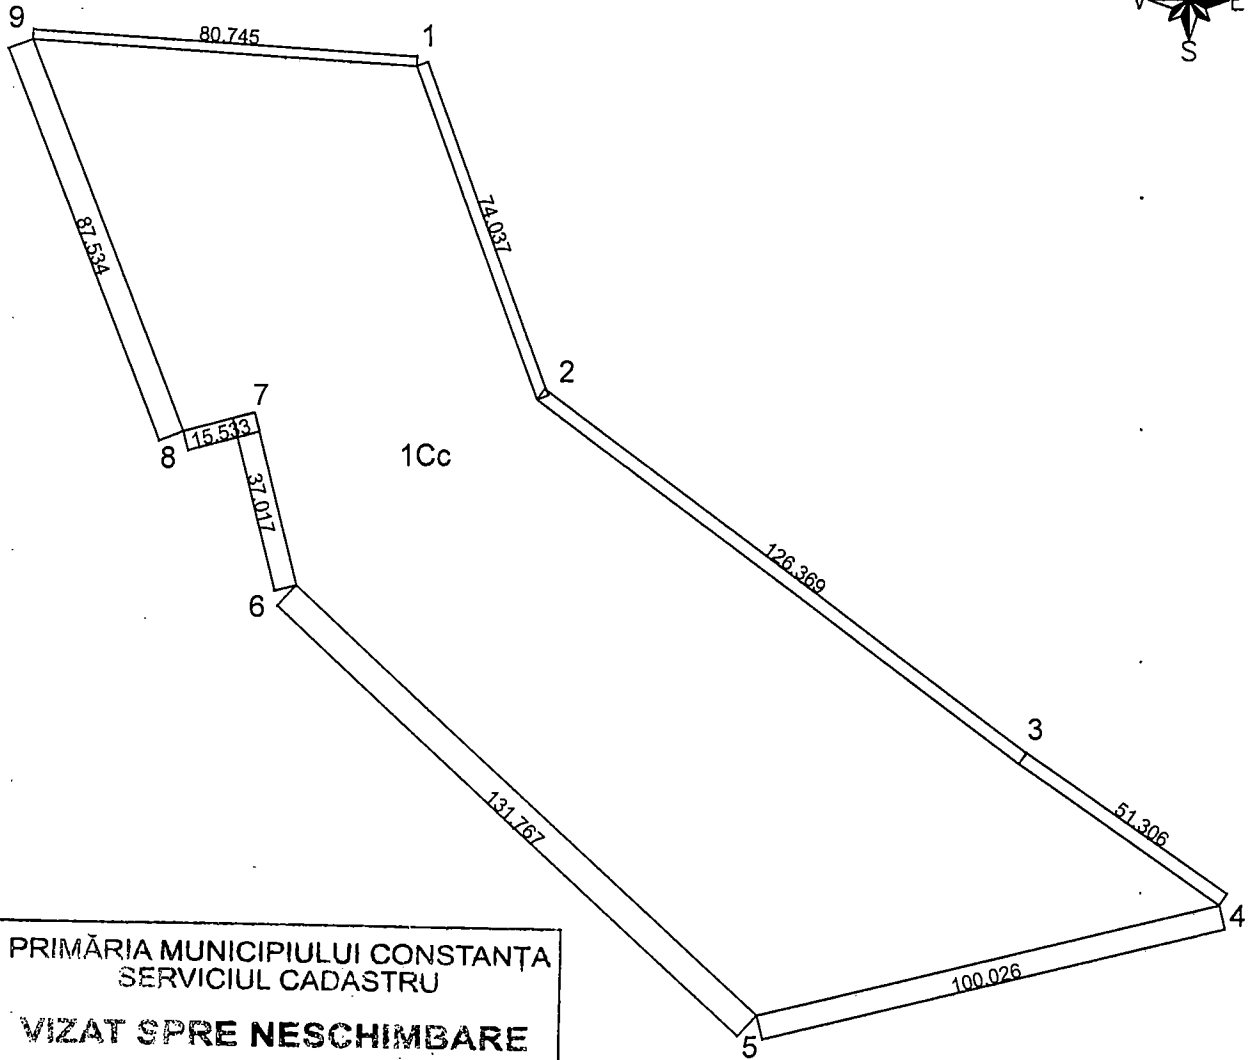 9
80.745
1
V
E
S
74.037
87.534
2
7
15.533
8
1Cc
37.017
126.369
6
3
131.767
51.306
4
100.026
5
PRIMĂRIA MUNICIPIULUI CONSTANȚA
SERVICIUL CADASTRU
VIZAT SPRE NESCHIMBARE